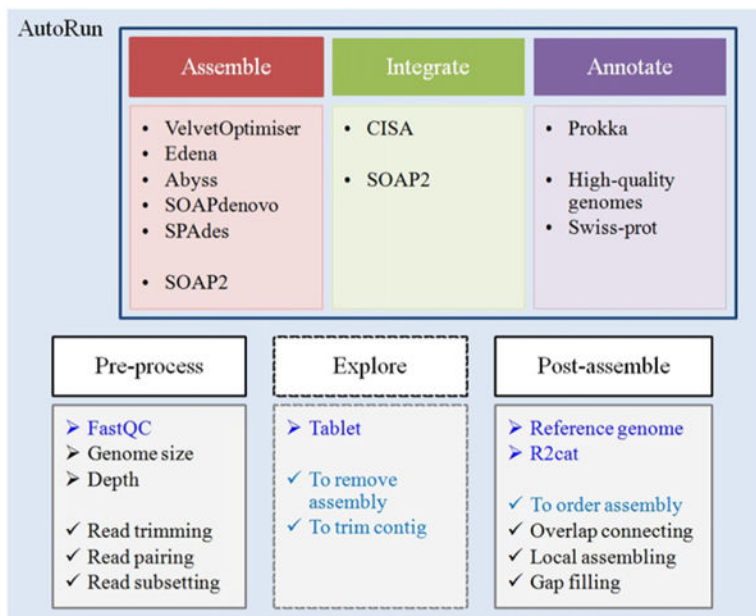 AutoRun
Assemble
Integrate
Annotate
• VelvetOptimiser
• Edena
• Abyss
• SOAPdenovo
• SPAdes
• SOAP2
• CISA
• SOAP2
• Prokka
• High-quality
genomes
• Swiss-prot
Pre-process
Explore
Post-assemble
➢ FastQC
➢ Genome size
➢ Depth
✓ Read trimming
✓ Read pairing
✓ Read subsetting
➢ Tablet
✓ To remove
assembly
✓ To trim contig
➢ Reference genome
➢ R2cat
✓ To order assembly
✓ Overlap connecting
✓ Local assembling
✓ Gap filling